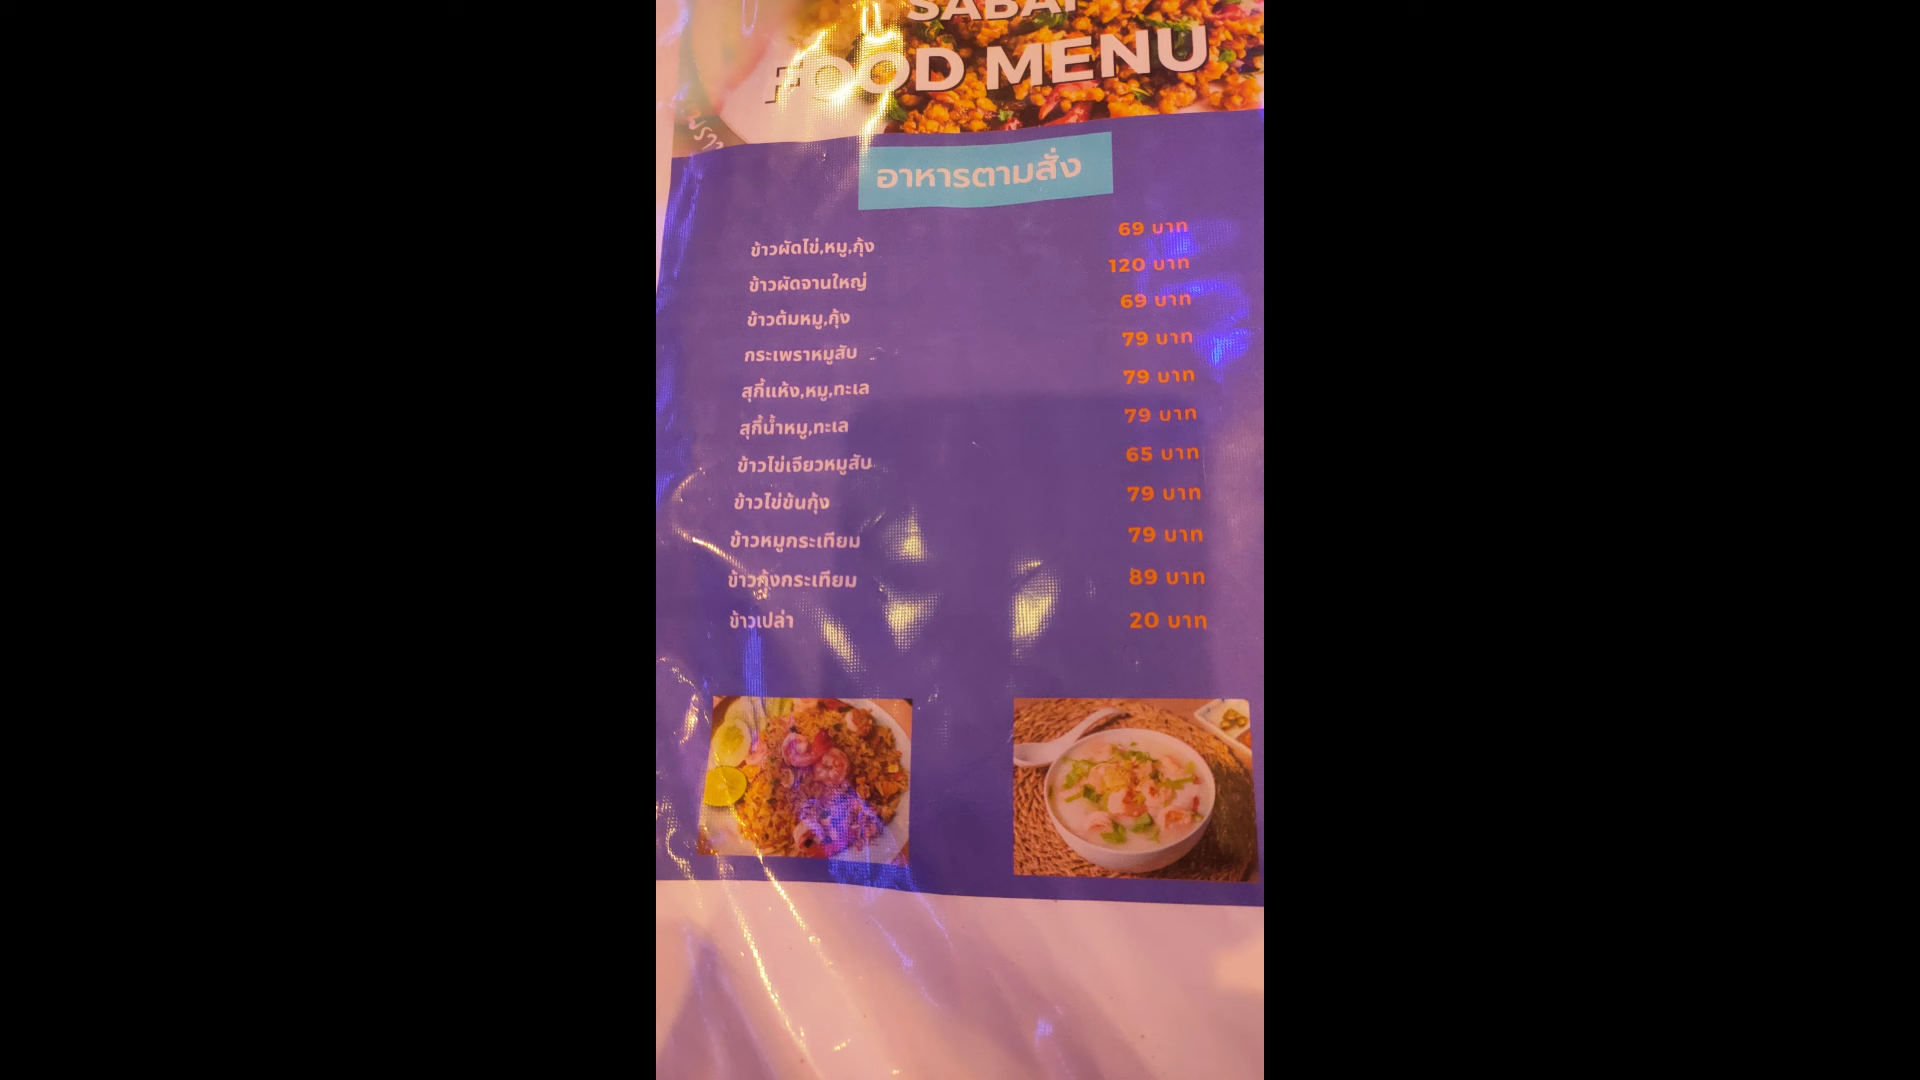 SABAI
FOOD MENU
อาหารตามสั่ง
ข้าวผัดไข่,หมู,กุ้ง 69 บาท
ข้าวผัดจานใหญ่ 120 บาท
ข้าวต้มหมู,กุ้ง 69 บาท
กระเพราหมูสับ 79 บาท
สุกี้แห้ง,หมู,ทะเล 79 บาท
สุกี้น้ำหมู,ทะเล 79 บาท
ข้าวไข่เจียวหมูสับ 65 บาท
ข้าวไข่ข้นกุ้ง 79 บาท
ข้าวหมูกระเทียม 79 บาท
ข้าวกุ้งกระเทียม 89 บาท
ข้าวเปล่า 20 บาท